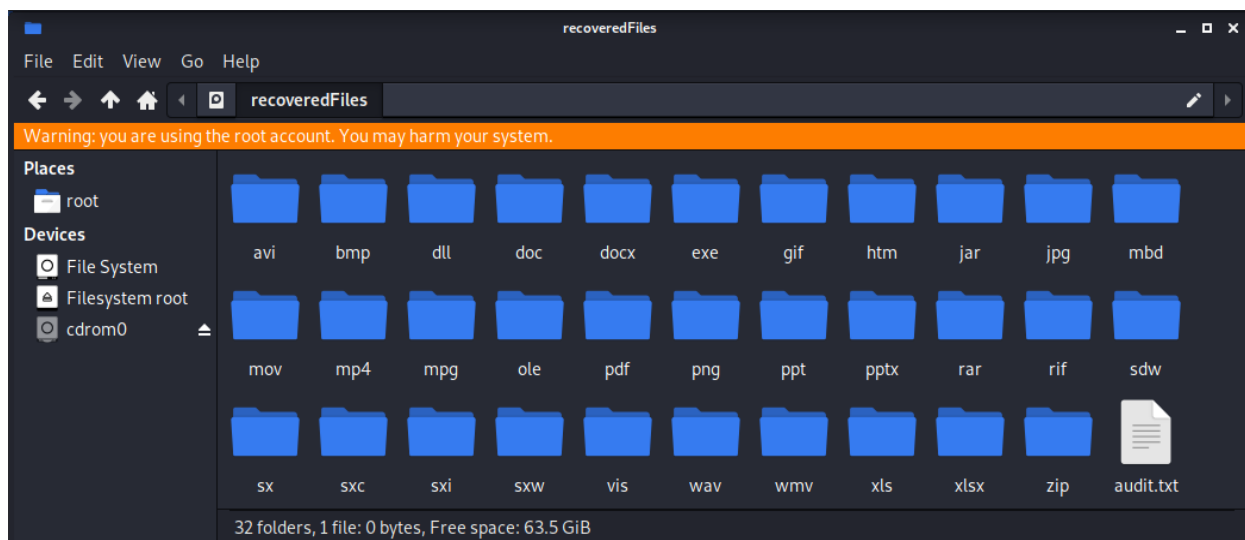 recoveredFiles
File Edit View Go Help
recoveredFiles
Warning: you are using the root account. You may harm your system.
Places
root
Devices
File System
Filesystem root
cdrom0
avi bmp dll doc docx exe gif htm jar jpg mbd
mov mp4 mpg ole pdf png ppt pptx rar rif sdw
sx sxc sxi sxw vis wav wmv xls xlsx zip audit.txt
32 folders, 1 file: 0 bytes, Free space: 63.5 GiB